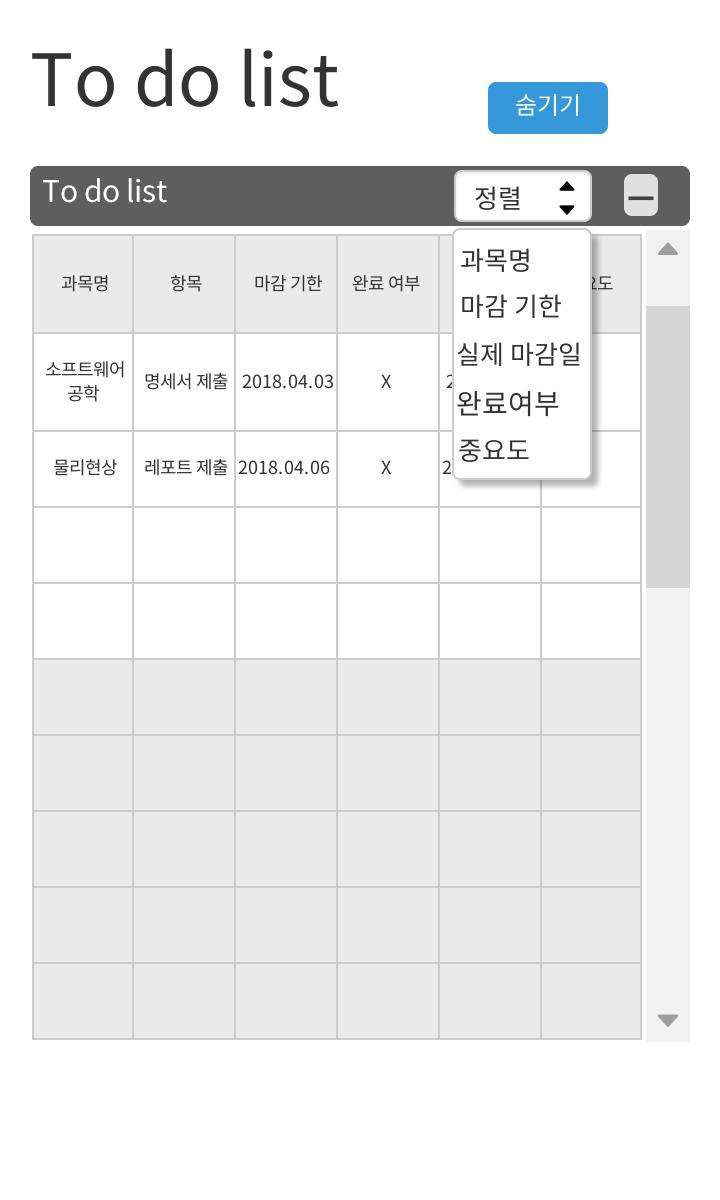 To do list
숨기기
To do list
정렬
과목명
마감 기한
실제 마감일
완료여부
중요도
과목명 항목 마감 기한 완료 여부
소프트웨어
공학
명세서 제출 2018.04.03 X
물리현상 레포트 제출 2018.04.06 X